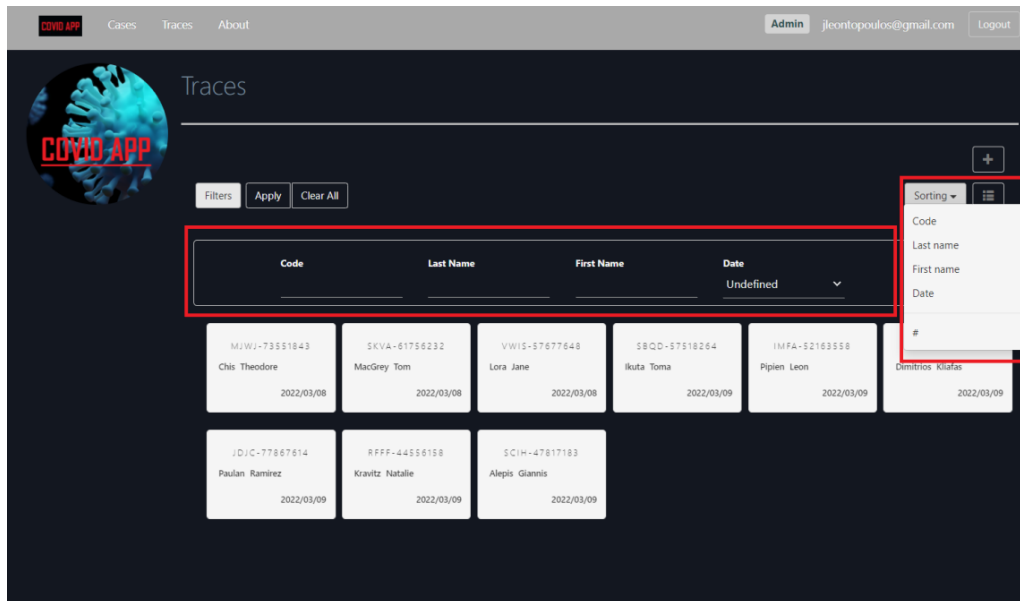 COVID APP Cases Traces About Admin jleontopoulos@gmail.com Logout
Traces
COVID APP
+
Filters Apply Clear All Sorting
Code
Last name
First name
Date
#
Code Last Name First Name Date
Undefined
MJWJ-73551843
Chis Theodore
2022/03/08
SKVA-61756232
MacGrey Tom
2022/03/08
VWIS-57677648
Lora Jane
2022/03/08
SBQD-57518264
Ikuta Toma
2022/03/09
IMFA-52163558
Pipien Leon
2022/03/09
Dimitrios Kliafas
2022/03/09
JDJC-77867614
Paulan Ramirez
2022/03/09
RFFF-44556158
Kravitz Natalie
2022/03/09
SCIH-47817183
Alepis Giannis
2022/03/09